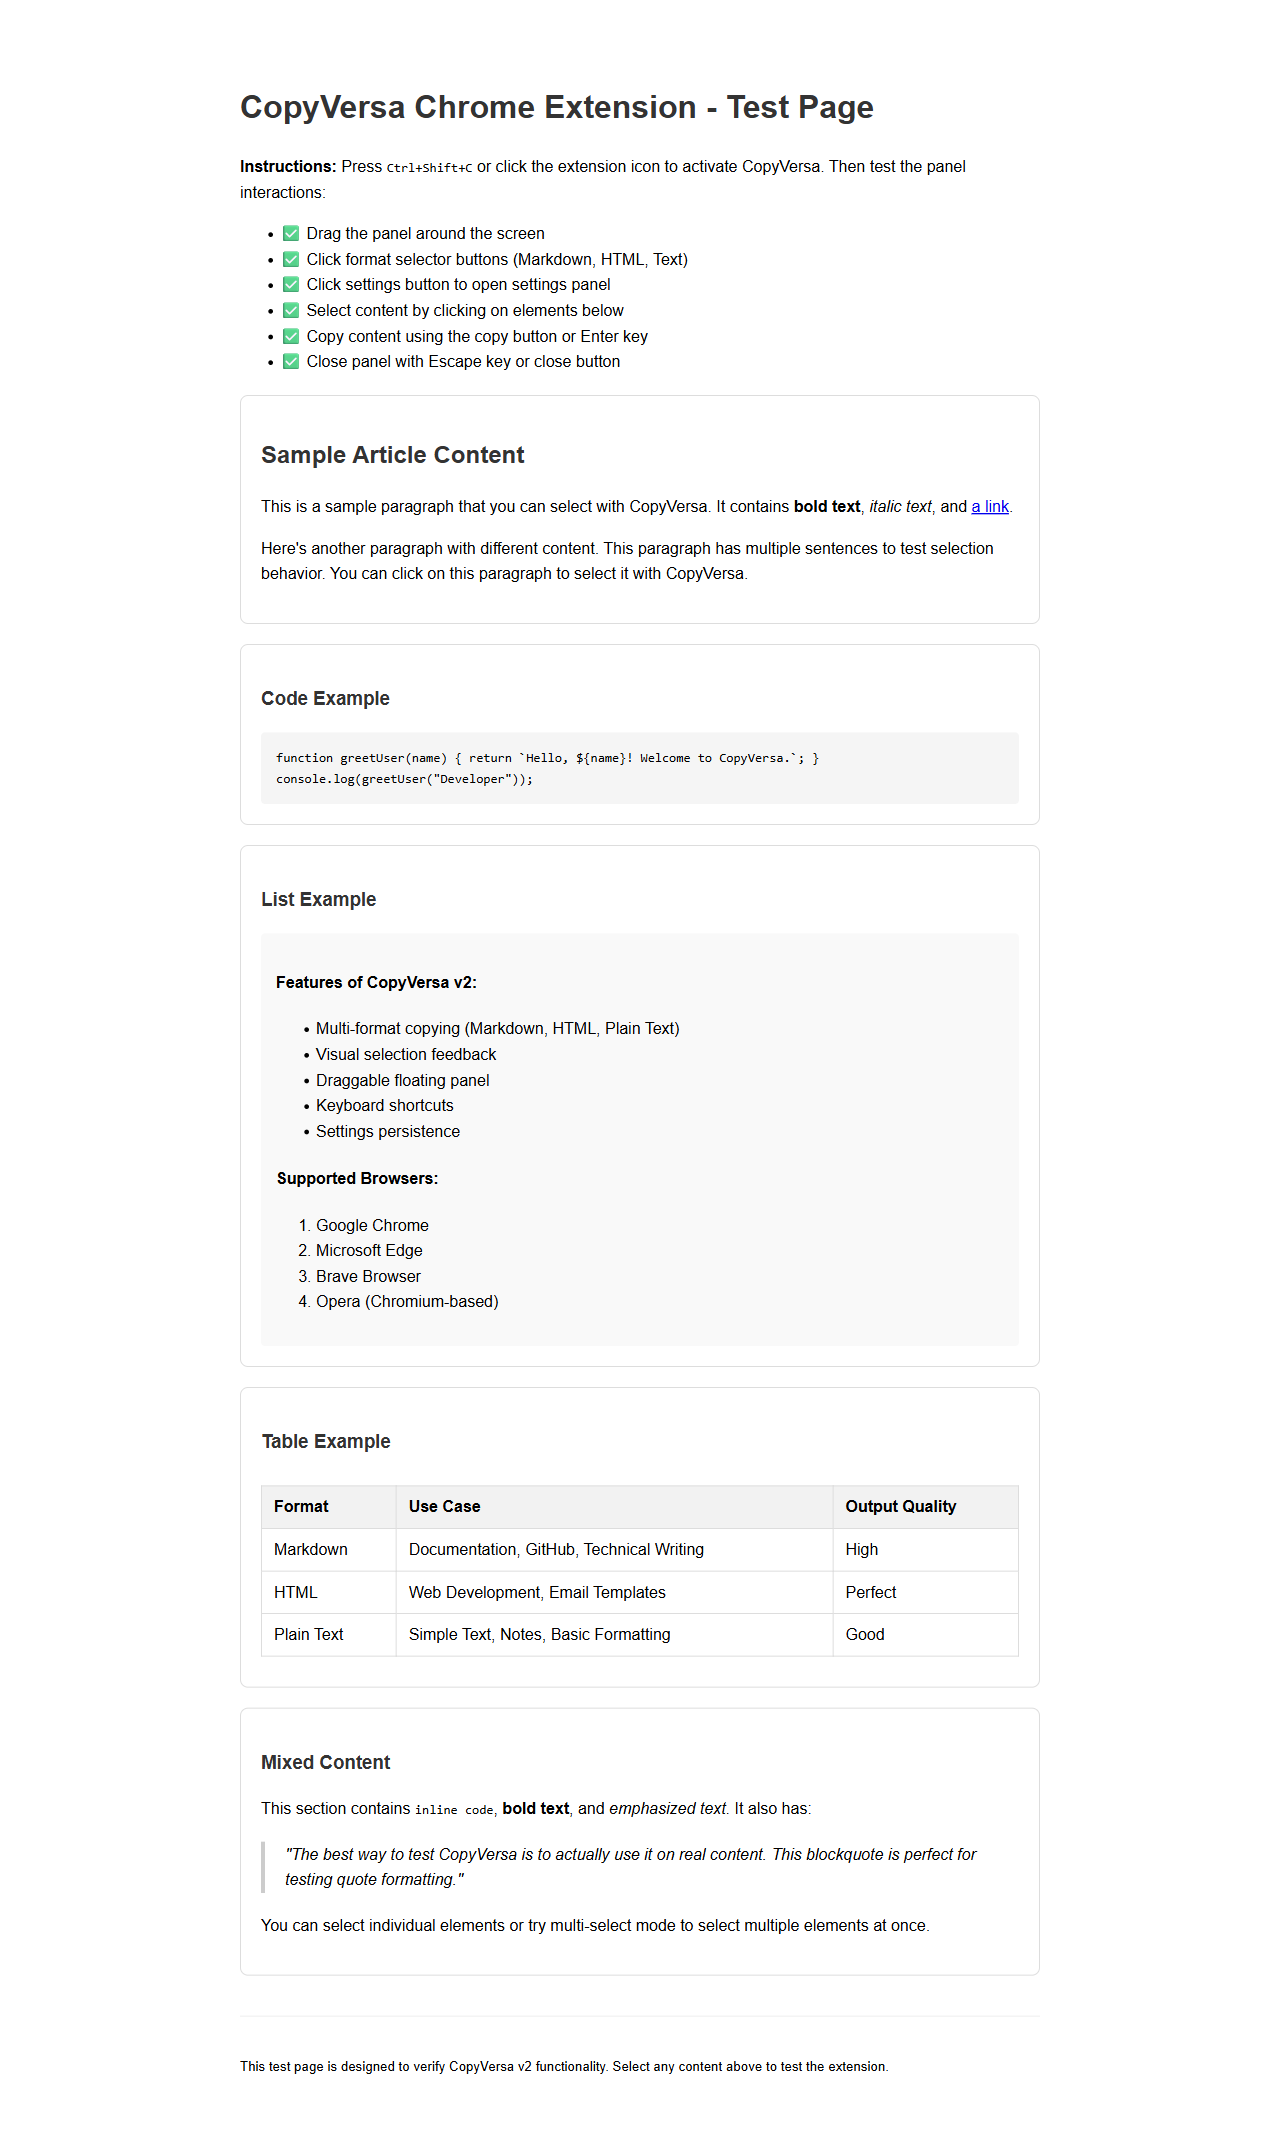 CopyVersa Chrome Extension - Test Page
Instructions: Press Ctrl+Shift+C or click the extension icon to activate CopyVersa. Then test the panel
interactions:
• ✅ Drag the panel around the screen
• ✅ Click format selector buttons (Markdown, HTML, Text)
• ✅ Click settings button to open settings panel
• ✅ Select content by clicking on elements below
• ✅ Copy content using the copy button or Enter key
• ✅ Close panel with Escape key or close button
Sample Article Content
This is a sample paragraph that you can select with CopyVersa. It contains bold text, italic text, and a link.
Here's another paragraph with different content. This paragraph has multiple sentences to test selection
behavior. You can click on this paragraph to select it with CopyVersa.
Code Example
function greetUser(name) { return `Hello, ${name}! Welcome to CopyVersa.`; }
console.log(greetUser("Developer"));
List Example
Features of CopyVersa v2:
• Multi-format copying (Markdown, HTML, Plain Text)
• Visual selection feedback
• Draggable floating panel
• Keyboard shortcuts
• Settings persistence
Supported Browsers:
1. Google Chrome
2. Microsoft Edge
3. Brave Browser
4. Opera (Chromium-based)
Table Example
Format Use Case Output Quality
Markdown Documentation, GitHub, Technical Writing High
HTML Web Development, Email Templates Perfect
Plain Text Simple Text, Notes, Basic Formatting Good
Mixed Content
This section contains inline code, bold text, and emphasized text. It also has:
"The best way to test CopyVersa is to actually use it on real content. This blockquote is perfect for
testing quote formatting."
You can select individual elements or try multi-select mode to select multiple elements at once.
This test page is designed to verify CopyVersa v2 functionality. Select any content above to test the extension.